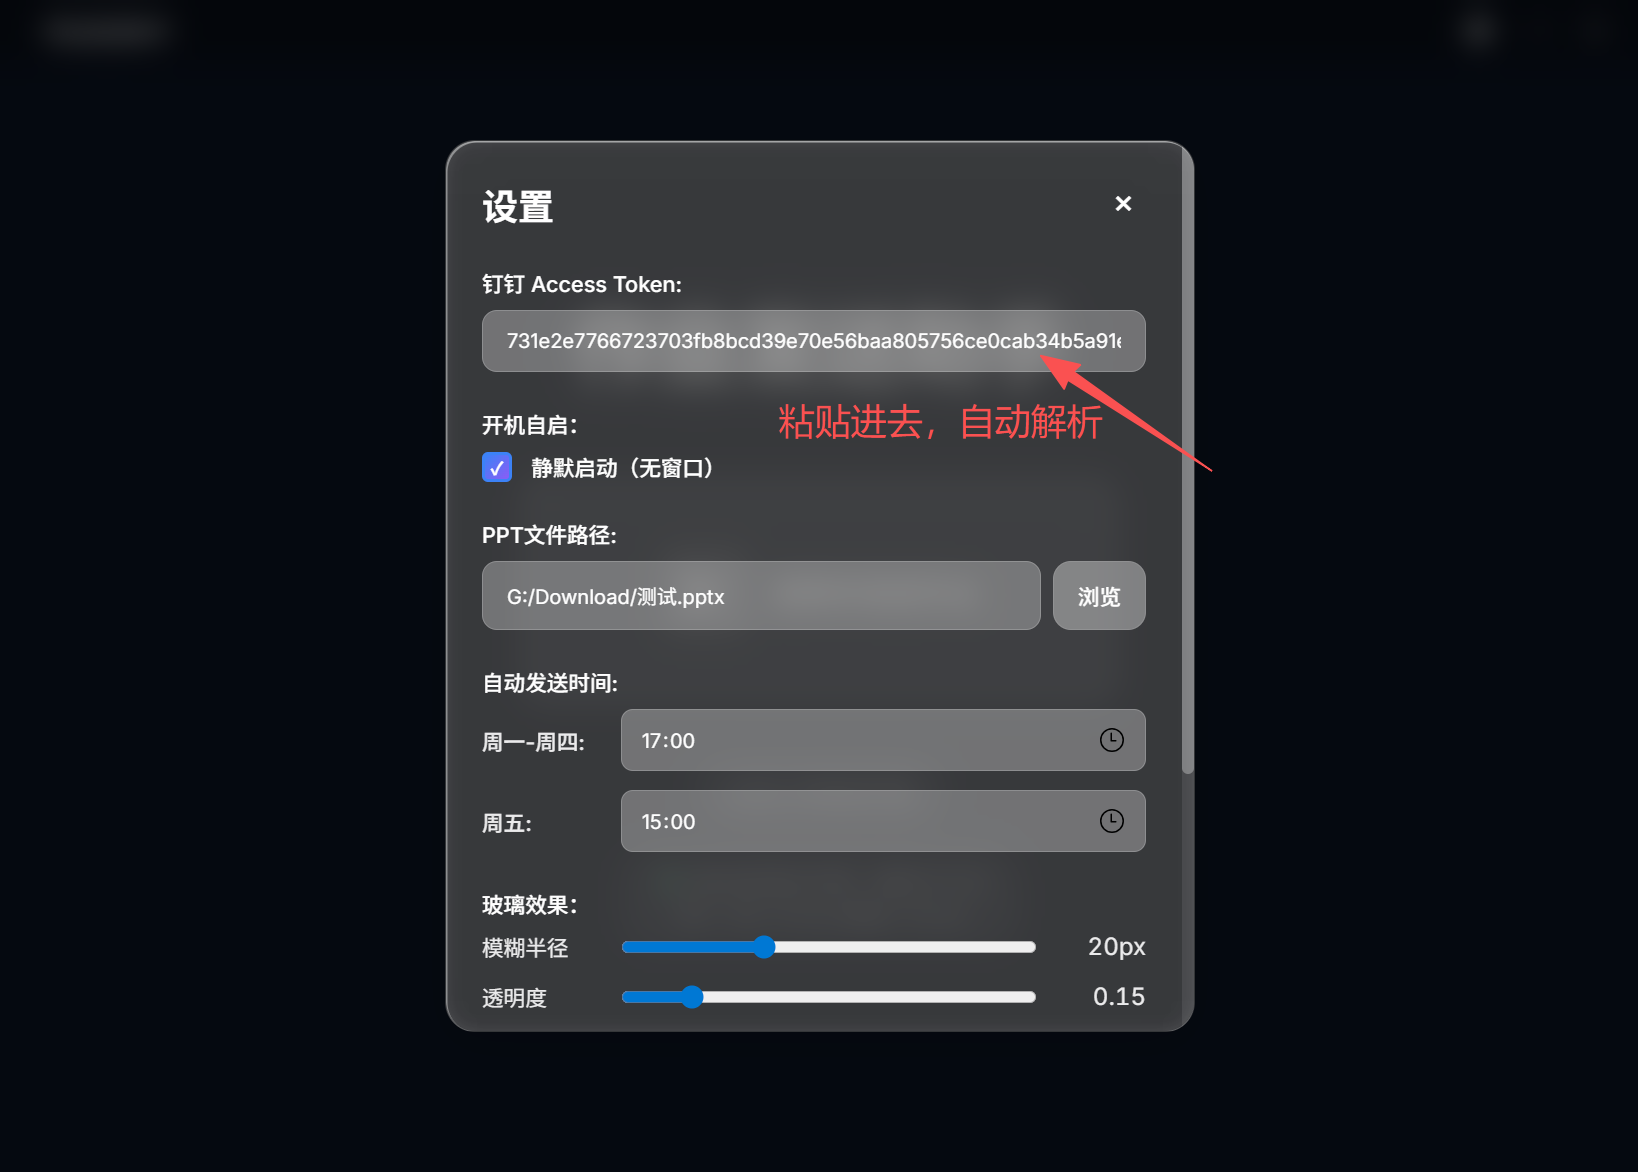 设置
×
钉钉 Access Token:
731e2e7766723703fb8bcd39e70e56baa805756ce0cab34b5a91e
粘贴进去，自动解析
开机自启：
静默启动（无窗口）
PPT文件路径:
G:/Download/测试.pptx
浏览
自动发送时间:
周一-周四:
17:00
周五:
15:00
玻璃效果：
模糊半径
20px
透明度
0.15